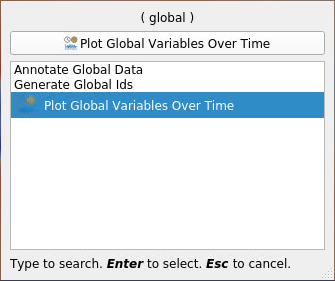 ( global )
Plot Global Variables Over Time
Annotate Global Data
Generate Global Ids
Plot Global Variables Over Time
Type to search. Enter to select. Esc to cancel.